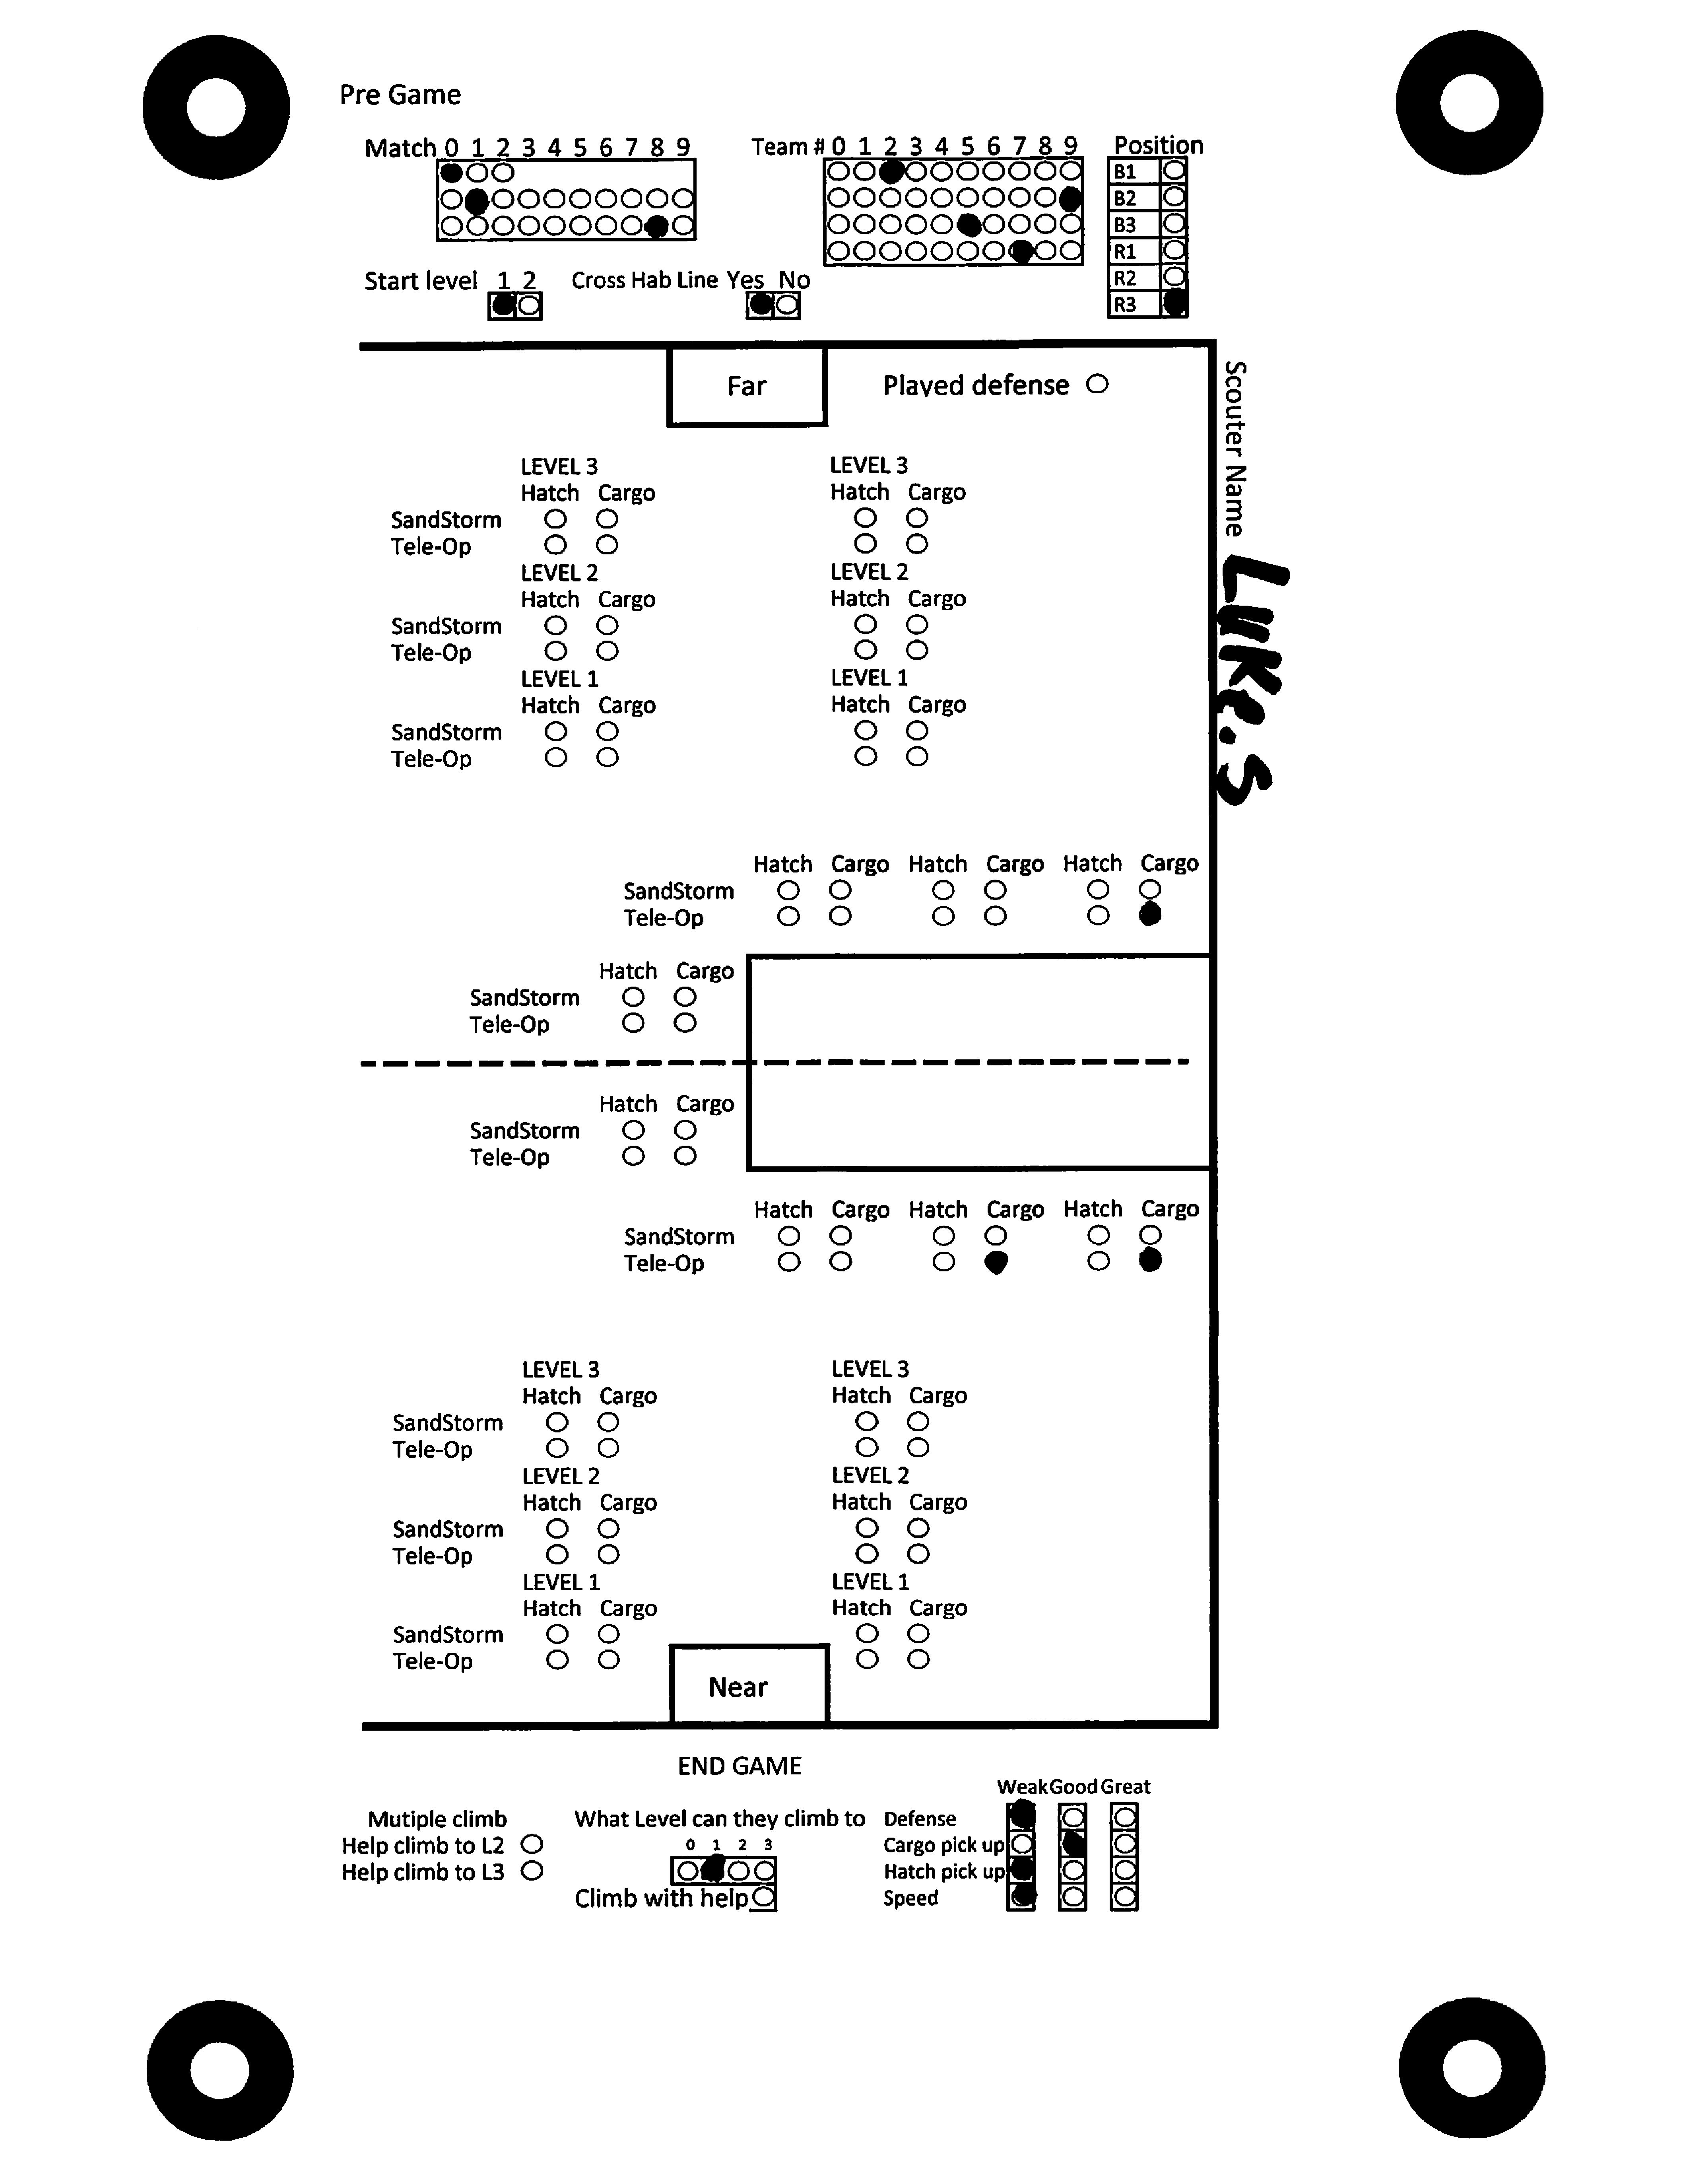 Pre Game
Match 0 1 2 3 4 5 6 7 8 9
Team # 0 1 2 3 4 5 6 7 8 9
Position
B1
B2
B3
R1
R2
R3
Start level 1 2
Cross Hab Line Yes No
Far
Played defense
Scouter Name Luke.S
LEVEL 3 LEVEL 3
Hatch Cargo Hatch Cargo
SandStorm
Tele-Op
LEVEL 2 LEVEL 2
Hatch Cargo Hatch Cargo
SandStorm
Tele-Op
LEVEL 1 LEVEL 1
Hatch Cargo Hatch Cargo
SandStorm
Tele-Op
Hatch Cargo Hatch Cargo Hatch Cargo
SandStorm
Tele-Op
Hatch Cargo
SandStorm
Tele-Op
Hatch Cargo
SandStorm
Tele-Op
Hatch Cargo Hatch Cargo Hatch Cargo
SandStorm
Tele-Op
LEVEL 3 LEVEL 3
Hatch Cargo Hatch Cargo
SandStorm
Tele-Op
LEVEL 2 LEVEL 2
Hatch Cargo Hatch Cargo
SandStorm
Tele-Op
LEVEL 1 LEVEL 1
Hatch Cargo Hatch Cargo
SandStorm
Tele-Op
Near
END GAME
Mutiple climb
Help climb to L2
Help climb to L3
What Level can they climb to
0 1 2 3
Climb with help
Weak Good Great
Defense
Cargo pick up
Hatch pick up
Speed